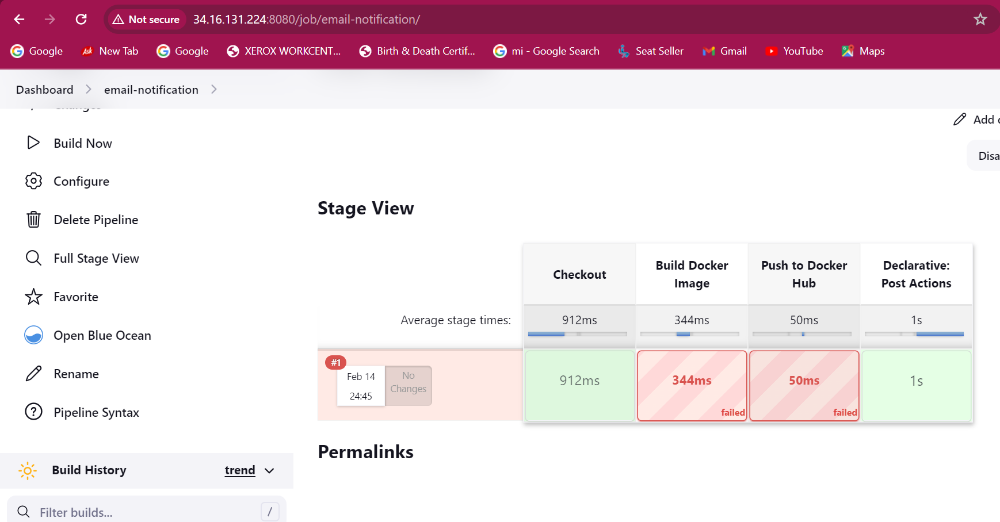 Not secure
34.16.131.224:8080/job/email-notification/
Google
New Tab
Google
XEROX WORKCENT...
Birth & Death Certif...
mi - Google Search
Seat Seller
Gmail
YouTube
Maps
Dashboard
email-notification
Changes
Build Now
Configure
Delete Pipeline
Full Stage View
Favorite
Open Blue Ocean
Rename
Pipeline Syntax
Build History
trend
Filter builds...
/
Add
Disa
Stage View
Checkout
Build Docker
Image
Push to Docker
Hub
Declarative:
Post Actions
Average stage times:
912ms
344ms
50ms
1s
#1
Feb 14
24:45
No
Changes
912ms
344ms
failed
50ms
failed
1s
Permalinks